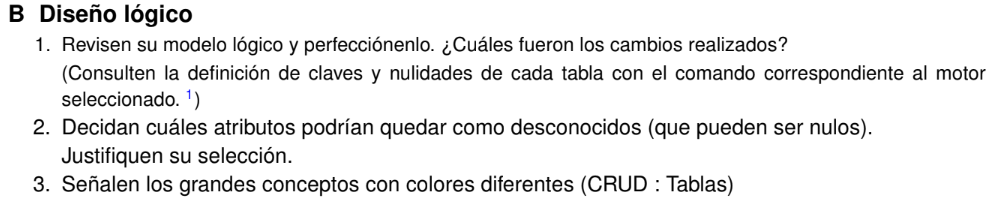 B Diseño lógico
1. Revisen su modelo lógico y perfecciónenlo. ¿Cuáles fueron los cambios realizados?
(Consulten la definición de claves y nulidades de cada tabla con el comando correspondiente al motor
seleccionado. 1)
2. Decidan cuáles atributos podrían quedar como desconocidos (que pueden ser nulos).
Justifiquen su selección.
3. Señalen los grandes conceptos con colores diferentes (CRUD : Tablas)